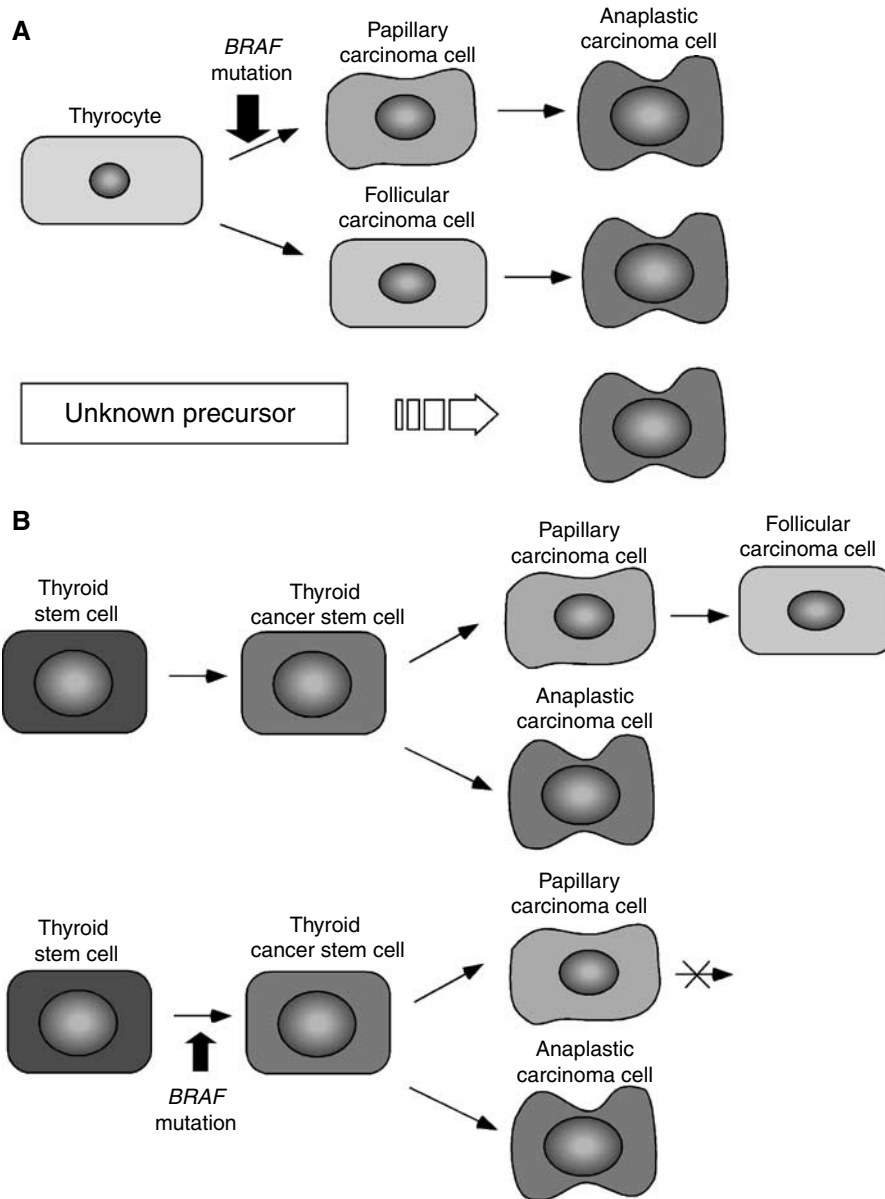 A
BRAF
mutation
Papillary
carcinoma cell
Anaplastic
carcinoma cell
Thyrocyte
Follicular
carcinoma cell
Unknown precursor
B
Papillary
carcinoma cell
Follicular
carcinoma cell
Thyroid
stem cell
Thyroid
cancer stem cell
Anaplastic
carcinoma cell
Papillary
carcinoma cell
Thyroid
stem cell
Thyroid
cancer stem cell
BRAF
mutation
Anaplastic
carcinoma cell